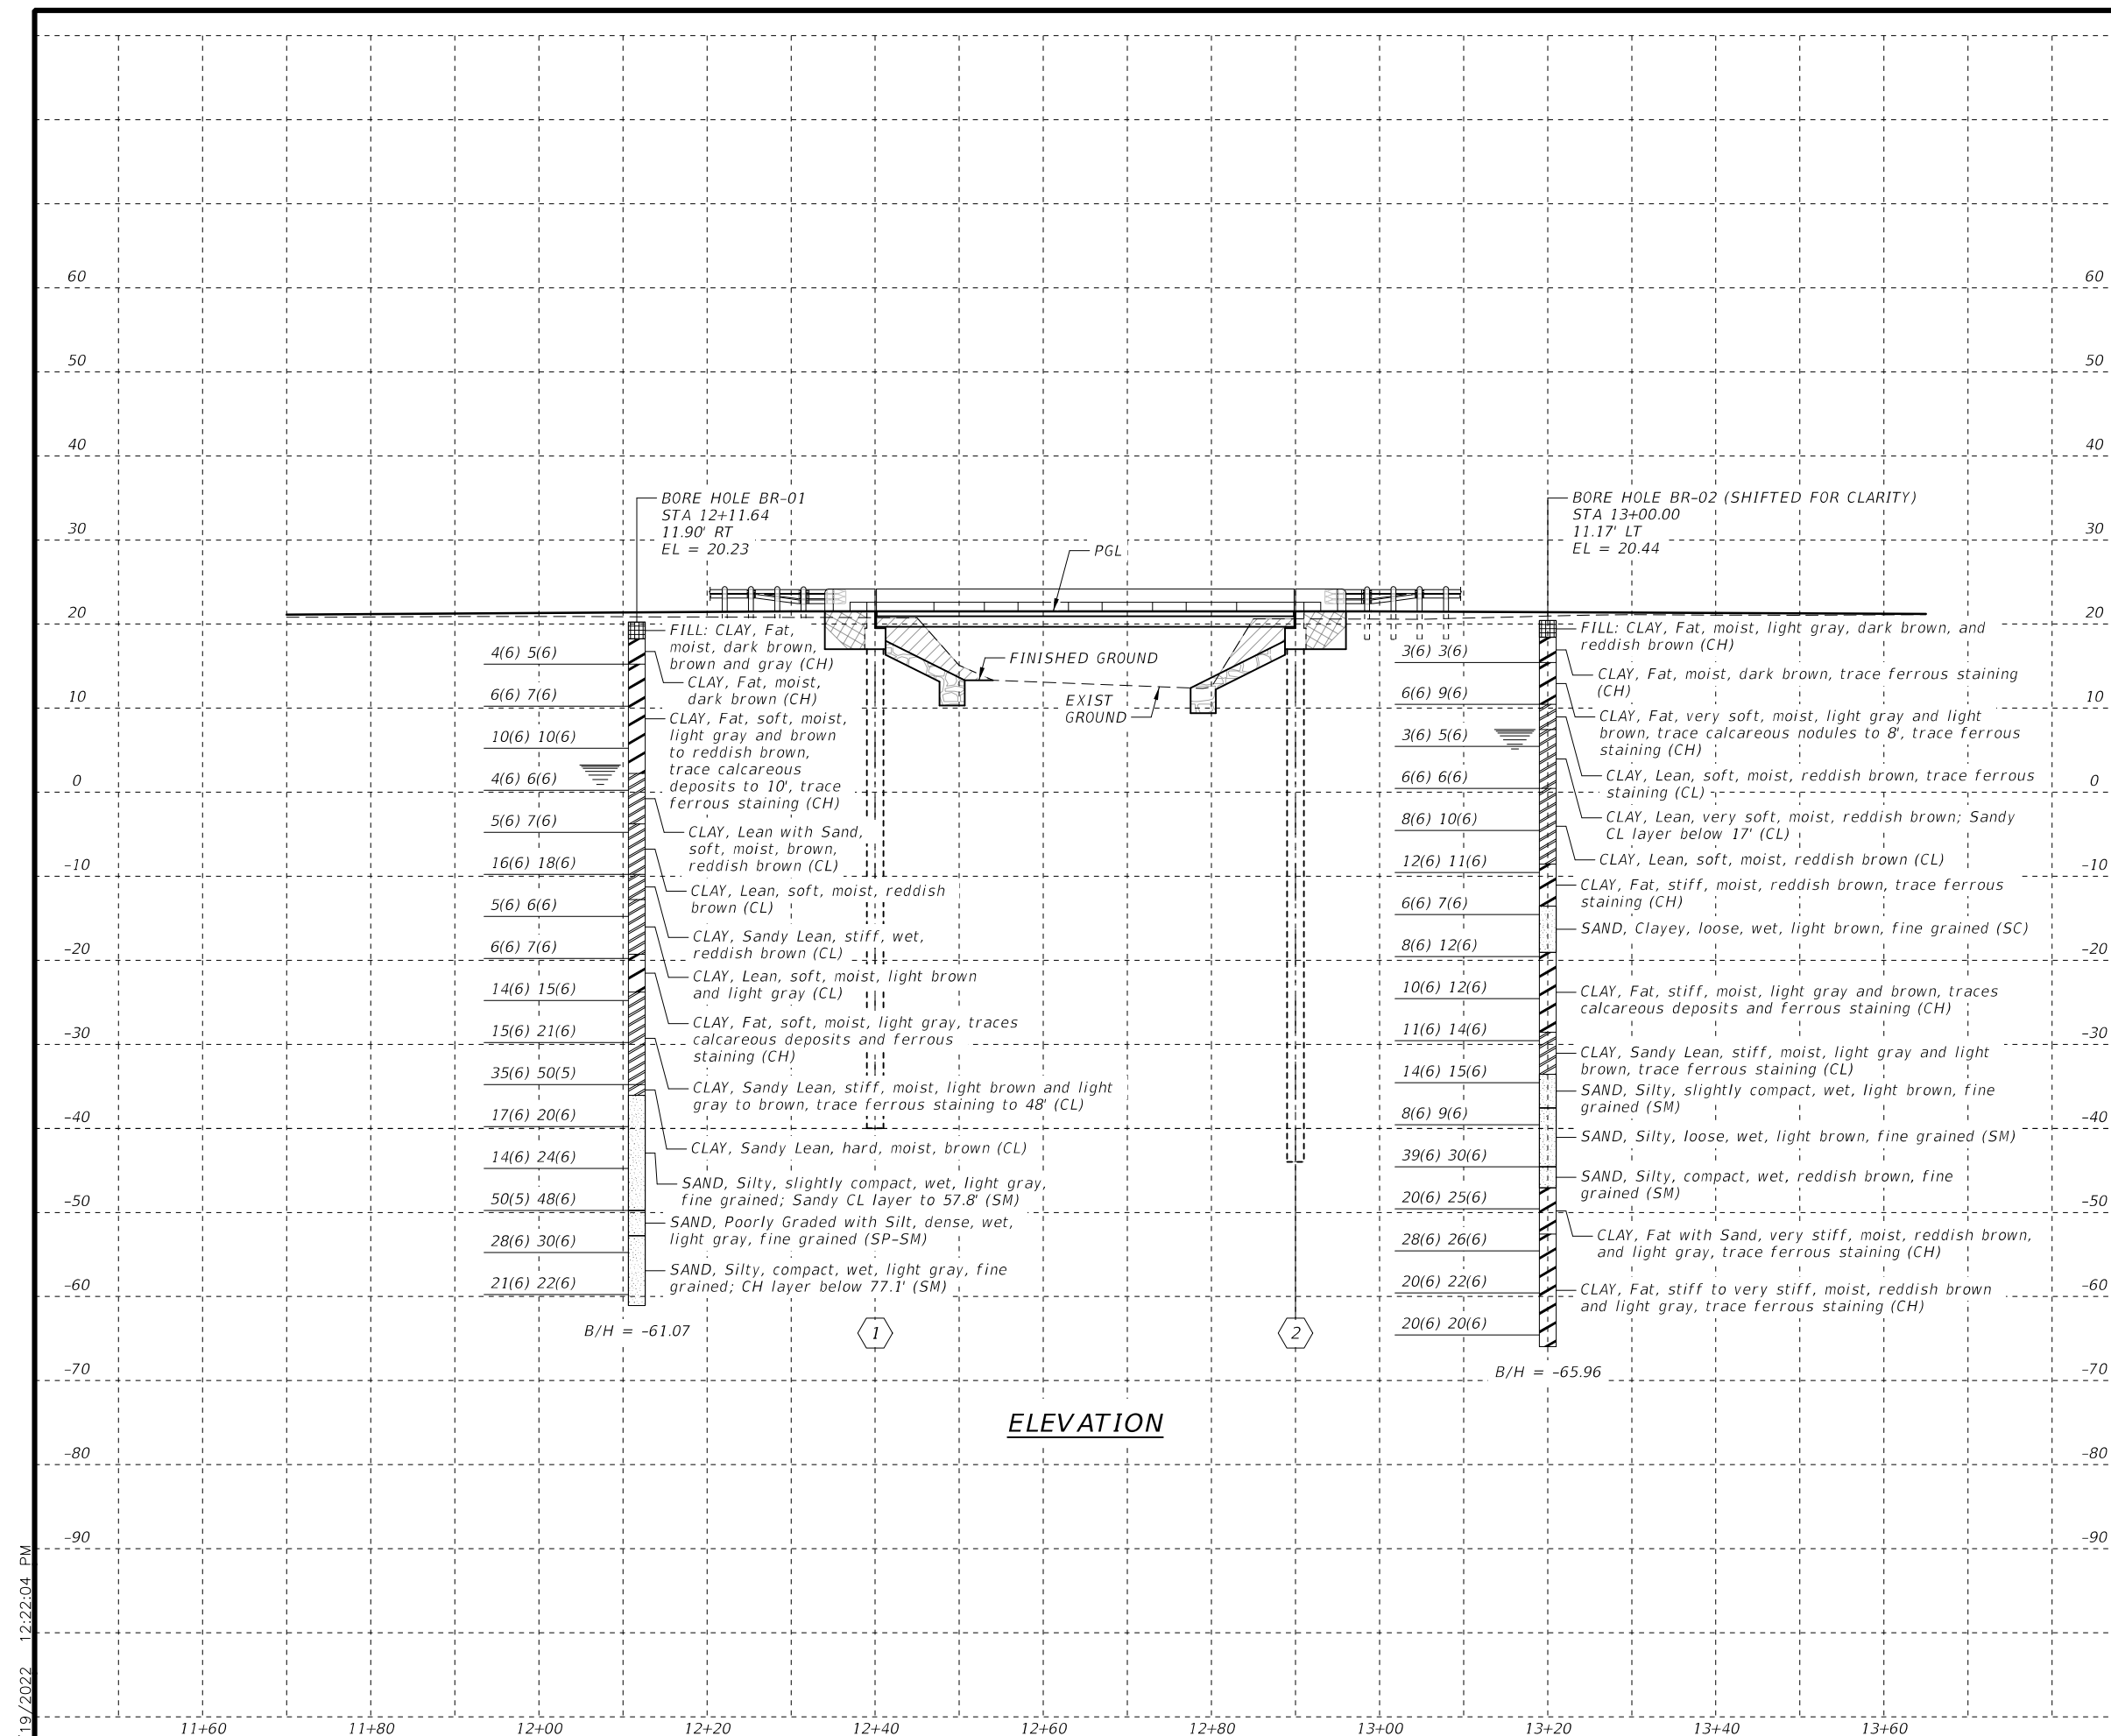 60
60
50
50
40
40
30
30
20
20
10
10
0
0
-10
-10
-20
-20
-30
-30
-40
-40
-50
-50
-60
-60
-70
-70
-80
-80
-90
-90
BORE HOLE BR-01
STA 12+11.64
11.90' RT
EL = 20.23
4(6) 5(6)
6(6) 7(6)
10(6) 10(6)
4(6) 6(6)
5(6) 7(6)
16(6) 18(6)
5(6) 6(6)
6(6) 7(6)
14(6) 15(6)
15(6) 21(6)
35(6) 50(5)
17(6) 20(6)
14(6) 24(6)
50(5) 48(6)
28(6) 30(6)
21(6) 22(6)
FILL: CLAY, Fat,
moist, dark brown,
brown and gray (CH)
CLAY, Fat, moist,
dark brown (CH)
CLAY, Fat, soft, moist,
light gray and brown
to reddish brown,
trace calcareous
deposits to 10', trace
ferrous staining (CH)
CLAY, Lean with Sand,
soft, moist, brown,
reddish brown (CL)
CLAY, Lean, soft, moist, reddish
brown (CL)
CLAY, Sandy Lean, stiff, wet,
reddish brown (CL)
CLAY, Lean, soft, moist, light brown
and light gray (CL)
CLAY, Fat, soft, moist, light gray, traces
calcareous deposits and ferrous
staining (CH)
CLAY, Sandy Lean, stiff, moist, light brown and light
gray to brown, trace ferrous staining to 48' (CL)
CLAY, Sandy Lean, hard, moist, brown (CL)
SAND, Silty, slightly compact, wet, light gray,
fine grained; Sandy CL layer to 57.8' (SM)
SAND, Poorly Graded with Silt, dense, wet,
light gray, fine grained (SP-SM)
SAND, Silty, compact, wet, light gray, fine
grained; CH layer below 77.1' (SM)
B/H = -61.07
PGL
FINISHED GROUND
EXIST
GROUND
1
2
BORE HOLE BR-02 (SHIFTED FOR CLARITY)
STA 13+00.00
11.17' LT
EL = 20.44
3(6) 3(6)
6(6) 9(6)
3(6) 5(6)
6(6) 6(6)
8(6) 10(6)
12(6) 11(6)
6(6) 7(6)
8(6) 12(6)
10(6) 12(6)
11(6) 14(6)
14(6) 15(6)
8(6) 9(6)
39(6) 30(6)
20(6) 25(6)
28(6) 26(6)
20(6) 22(6)
20(6) 20(6)
FILL: CLAY, Fat, moist, light gray, dark brown, and
reddish brown (CH)
CLAY, Fat, moist, dark brown, trace ferrous staining
(CH)
CLAY, Fat, very soft, moist, light gray and light
brown, trace calcareous nodules to 8', trace ferrous
staining (CH)
CLAY, Lean, soft, moist, reddish brown, trace ferrous
staining (CL)
CLAY, Lean, very soft, moist, reddish brown; Sandy
CL layer below 17' (CL)
CLAY, Lean, soft, moist, reddish brown (CL)
CLAY, Fat, stiff, moist, reddish brown, trace ferrous
staining (CH)
SAND, Clayey, loose, wet, light brown, fine grained (SC)
CLAY, Fat, stiff, moist, light gray and brown, traces
calcareous deposits and ferrous staining (CH)
CLAY, Sandy Lean, stiff, moist, light gray and light
brown, trace ferrous staining (CL)
SAND, Silty, slightly compact, wet, light brown, fine
grained (SM)
SAND, Silty, loose, wet, light brown, fine grained (SM)
SAND, Silty, compact, wet, reddish brown, fine
grained (SM)
CLAY, Fat with Sand, very stiff, moist, reddish brown,
and light gray, trace ferrous staining (CH)
CLAY, Fat, stiff to very stiff, moist, reddish brown
and light gray, trace ferrous staining (CH)
B/H = -65.96
ELEVATION
11+60 11+80 12+00 12+20 12+40 12+60 12+80 13+00 13+20 13+40 13+60
19/2022 12:22:04 PM